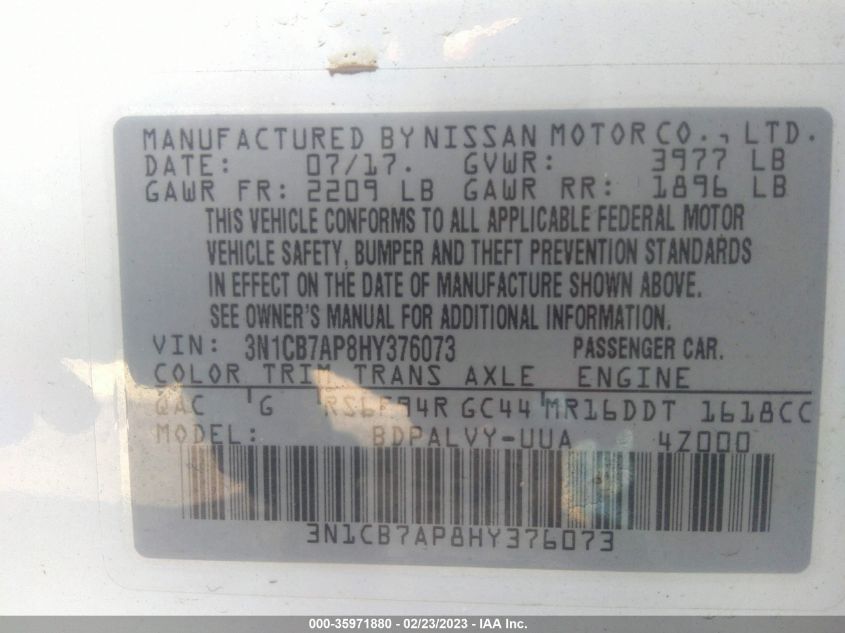 MANUFACTURED BY NISSAN MOTOR CO., LTD.
DATE: 07/17. GVWR: 3977 LB
GAWR FR: 2209 LB GAWR RR: 1896 LB
THIS VEHICLE CONFORMS TO ALL APPLICABLE FEDERAL MOTOR
VEHICLE SAFETY, BUMPER AND THEFT PREVENTION STANDARDS
IN EFFECT ON THE DATE OF MANUFACTURE SHOWN ABOVE.
SEE OWNER'S MANUAL FOR ADDITIONAL INFORMATION.
VIN: 3N1CB7AP8HY376073 PASSENGER CAR.
COLOR TRIM TRANS AXLE ENGINE
QAC G RS6F94R GC44 MR16DDT 1618CC
MODEL: BDPALVY-UUA 4Z000
3N1CB7AP8HY376073
000-35971880 - 02/23/2023 - IAA Inc.